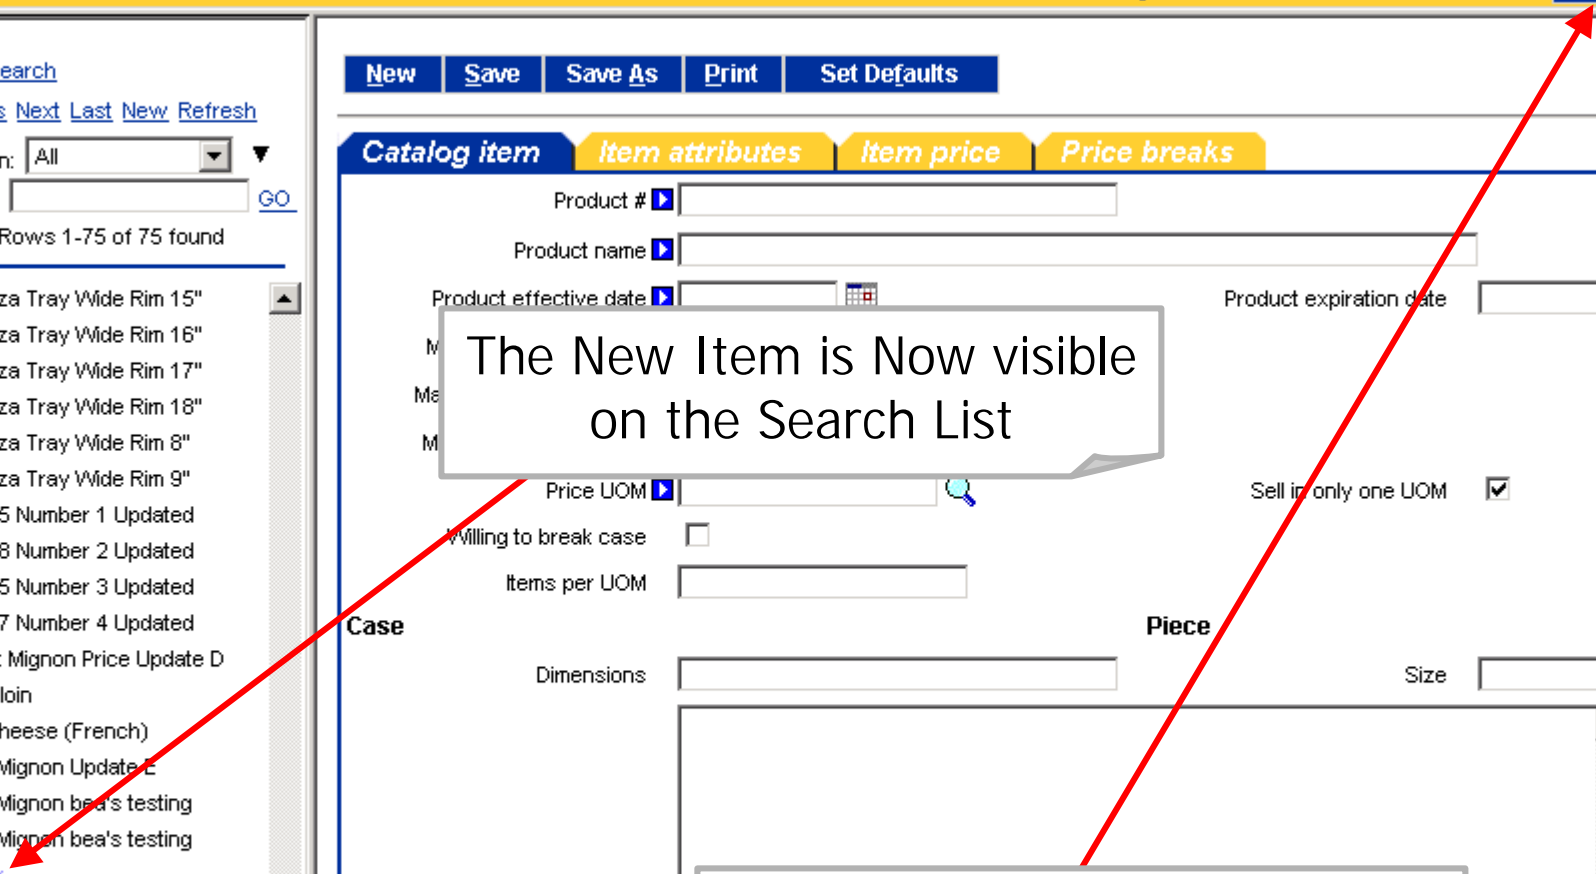 earch
s Next Last New Refresh
n: All
GO
Rows 1-75 of 75 found
za Tray Wide Rim 15"
za Tray Wide Rim 16"
za Tray Wide Rim 17"
za Tray Wide Rim 18"
za Tray Wide Rim 8"
za Tray Wide Rim 9"
5 Number 1 Updated
8 Number 2 Updated
5 Number 3 Updated
7 Number 4 Updated
t Mignon Price Update D
loin
heese (French)
Mignon Update E
Mignon bea's testing
Mignon bea's testing
New Save Save As Print Set Defaults
Catalog item Item attributes Item price Price breaks
Product #
Product name
Product effective date Product expiration date
M
Ma
M
The New Item is Now visible
on the Search List
Price UOM Sell in only one UOM
Willing to break case
Items per UOM
Case Piece
Dimensions Size